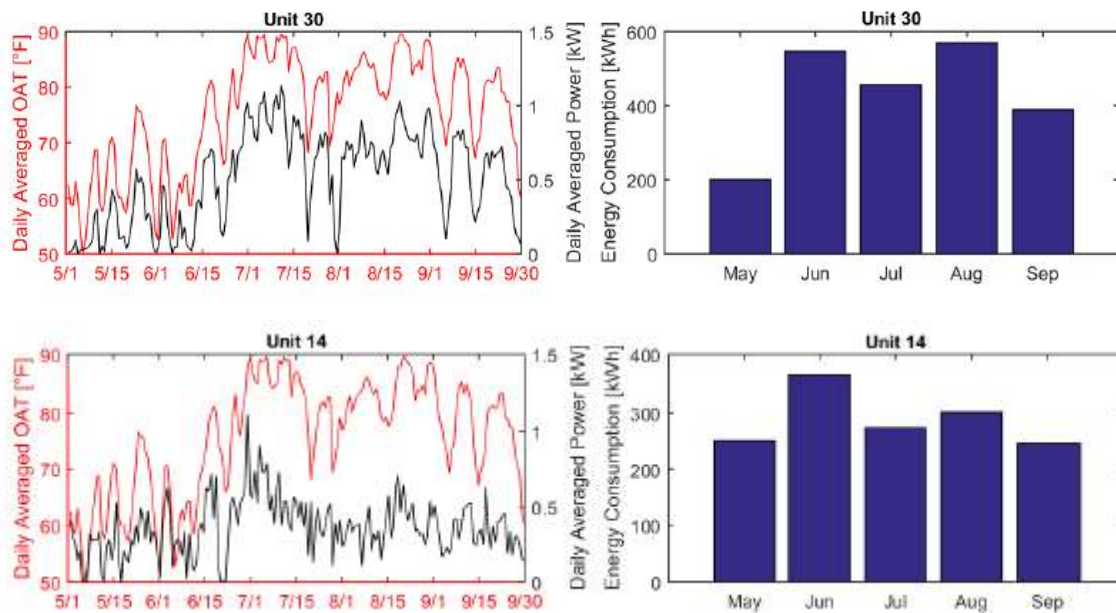 Unit 30
Daily Averaged OAT [°F]
90
80
70
60
50
5/1 5/15 6/1 6/15 7/1 7/15 8/1 8/15 9/1 9/15 9/30
1.5
1
0.5
0
Daily Averaged Power [kW]
Unit 30
Energy Consumption [kWh]
600
400
200
0
May Jun Jul Aug Sep
Unit 14
Daily Averaged OAT [°F]
90
80
70
60
50
5/1 5/15 6/1 6/15 7/1 7/15 8/1 8/15 9/1 9/15 9/30
1.5
1
0.5
0
Daily Averaged Power [kW]
Unit 14
Energy Consumption [kWh]
400
300
200
100
0
May Jun Jul Aug Sep